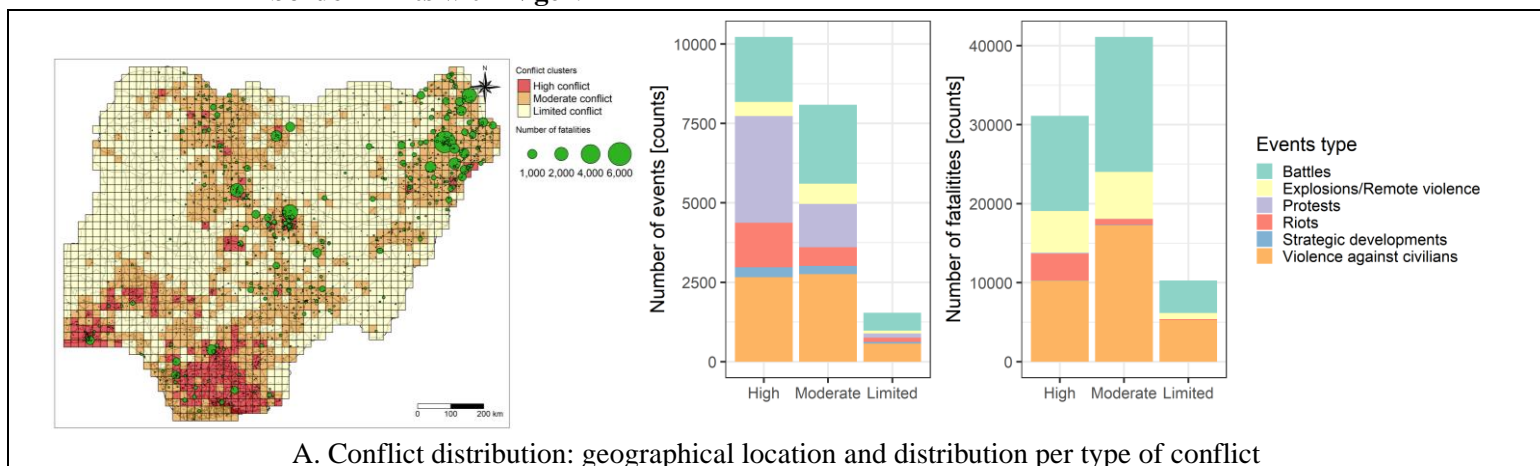 Conflict clusters
High conflict
Moderate conflict
Limited conflict
Number of fatalities
1,000 2,000 4,000 6,000
0 100 200 km
Number of events [counts]
10000
7500
5000
2500
0
High Moderate Limited
Number of fatalitites [counts]
40000
30000
20000
10000
0
High Moderate Limited
Events type
Battles
Explosions/Remote violence
Protests
Riots
Strategic developments
Violence against civilians
A. Conflict distribution: geographical location and distribution per type of conflict